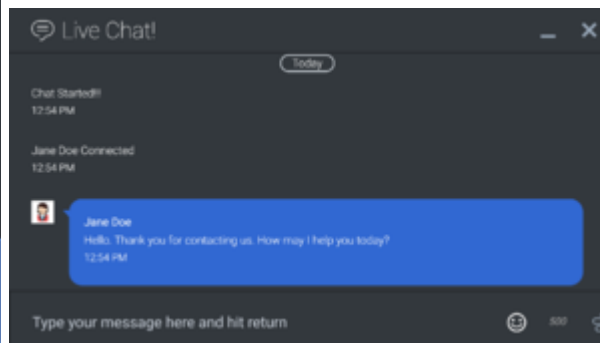 Live Chat!
Today
Chat Started!!!
12:54 PM
Jane Doe Connected
12:54 PM
Jane Doe
Hello. Thank you for contacting us. How may I help you today?
12:54 PM
Type your message here and hit return
500